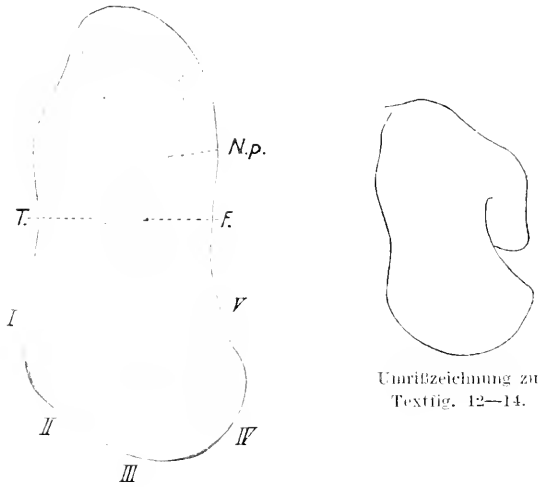 N.p.
T. F.
I V
II IV
III
Umrißzeichnung zu
Textfig. 12—14.